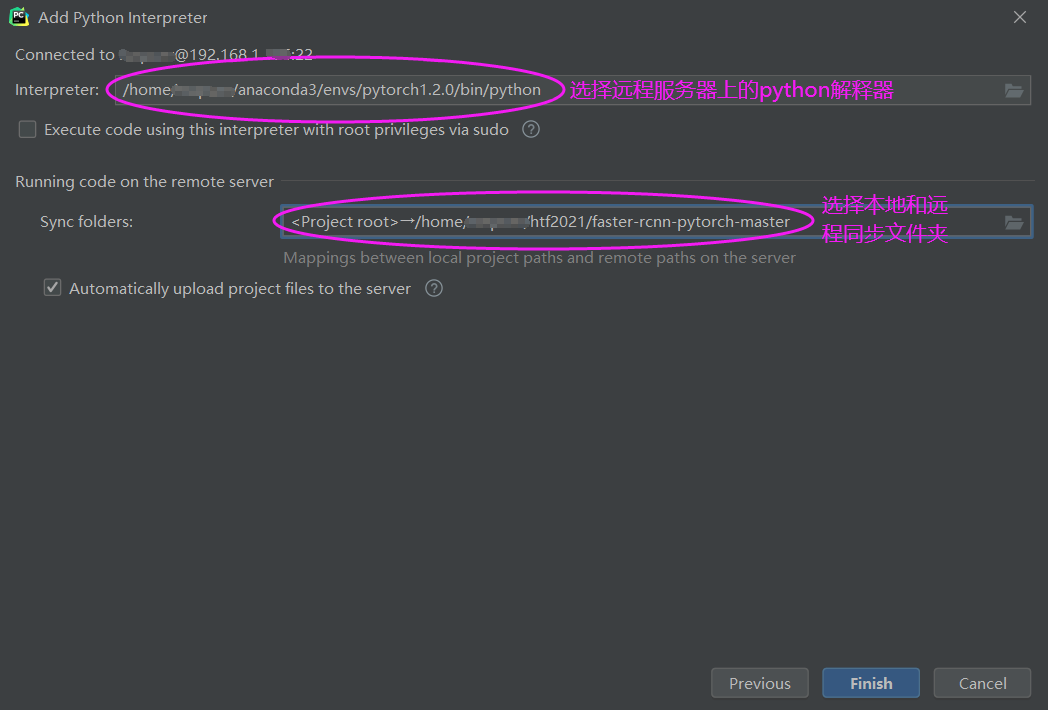 Add Python Interpreter
Connected to @192.168.1. :22
Interpreter: /home/ /anaconda3/envs/pytorch1.2.0/bin/python 选择远程服务器上的python解释器
Execute code using this interpreter with root privileges via sudo ?
Running code on the remote server
Sync folders: <Project root>→/home/ /htf2021/faster-rcnn-pytorch-master
选择本地和远
程同步文件夹
Mappings between local project paths and remote paths on the server
Automatically upload project files to the server ?
Previous Finish Cancel